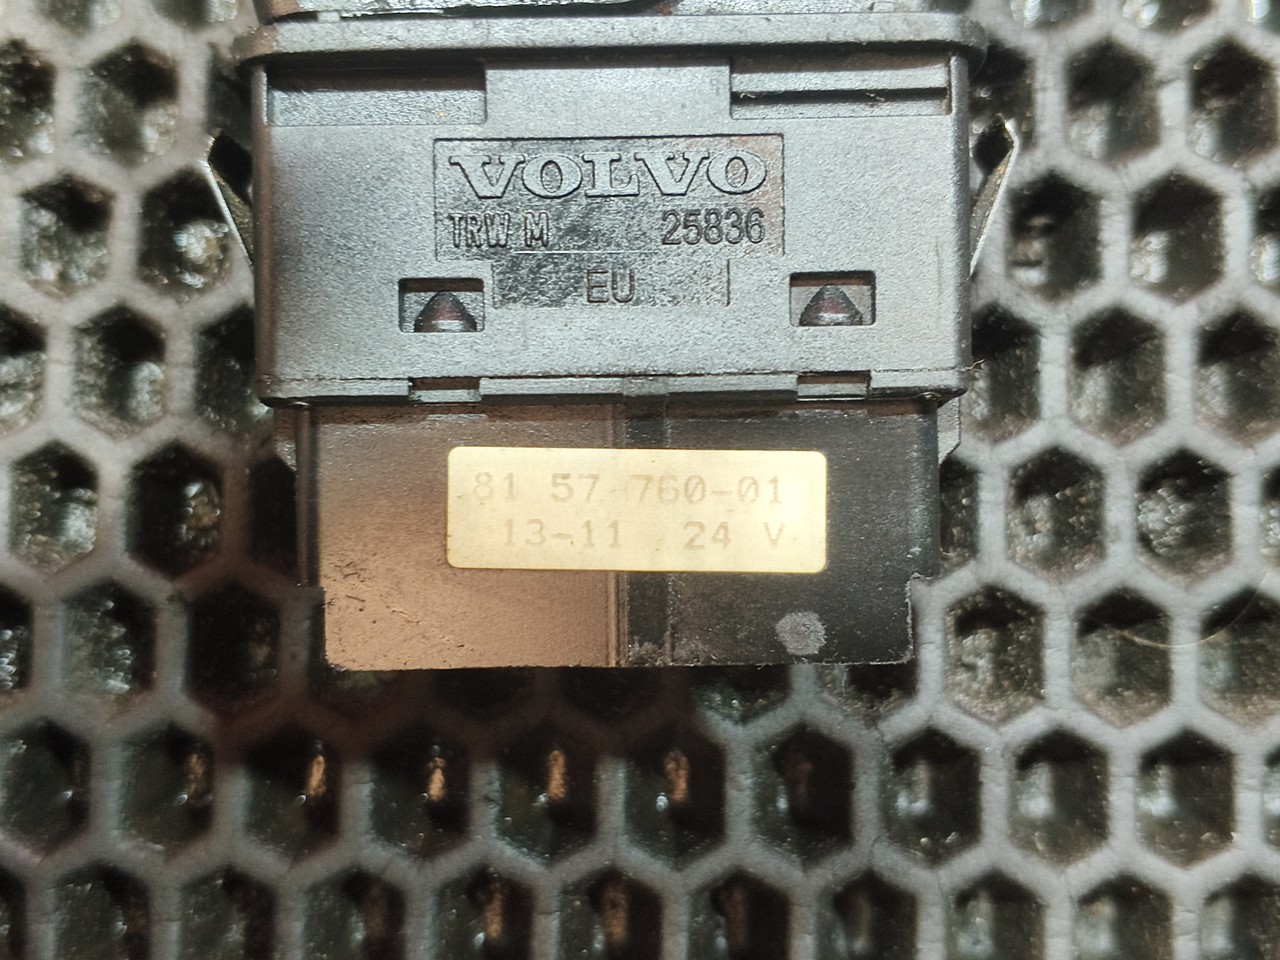 VOLVO
TRW M 25836
EU
81 57 760-01
13-11 24 V